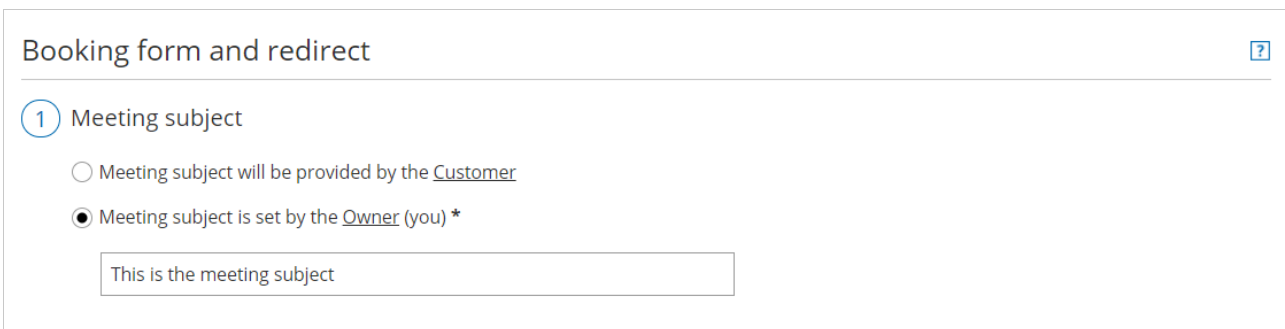 Booking form and redirect
?
1 Meeting subject
Meeting subject will be provided by the Customer
Meeting subject is set by the Owner (you) *
This is the meeting subject